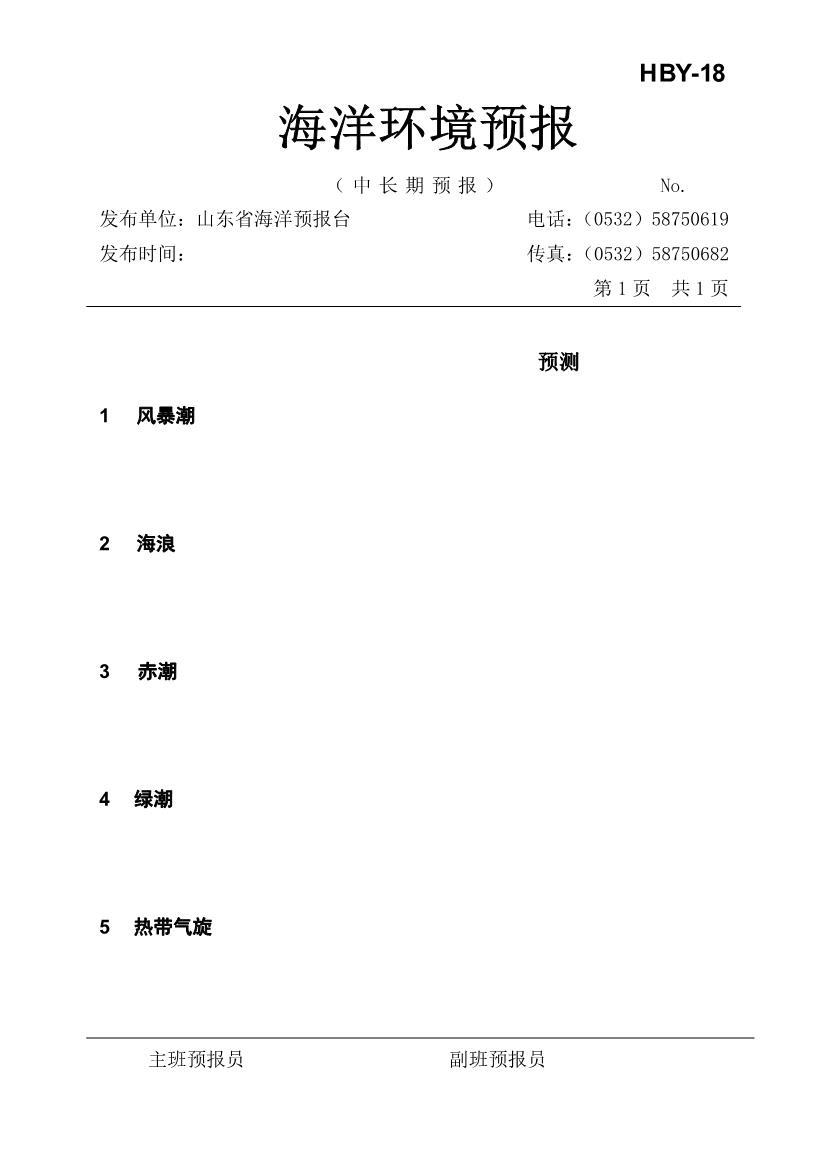 HBY-18
海洋环境预报
（中长期预报） No.
发布单位：山东省海洋预报台 电话：（0532）58750619
发布时间： 传真：（0532）58750682
第 1 页 共 1 页
预测
1 风暴潮
2 海浪
3 赤潮
4 绿潮
5 热带气旋
主班预报员 副班预报员